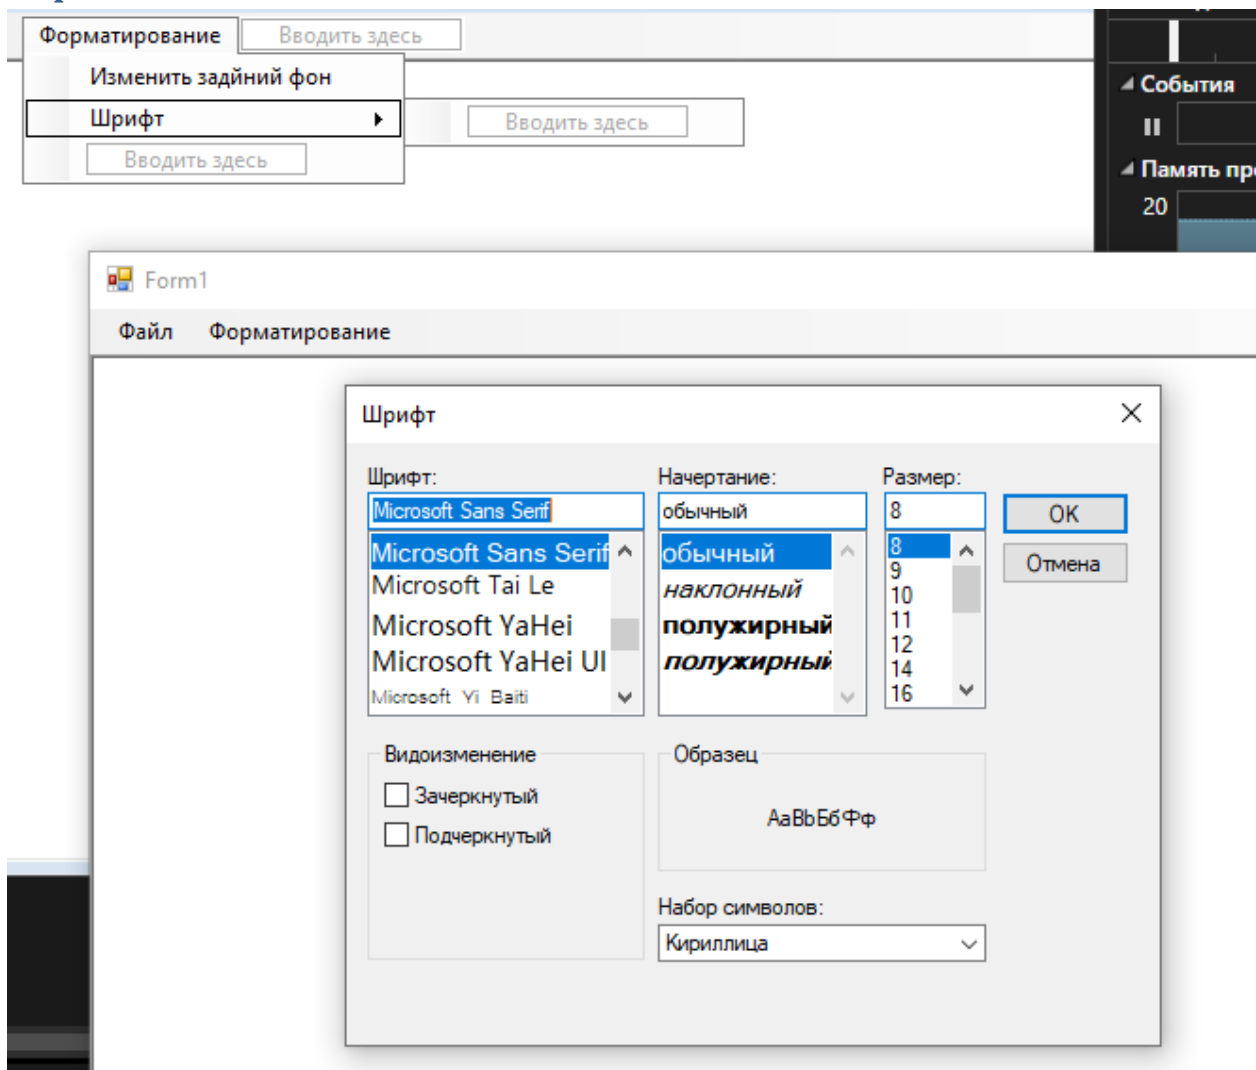 Форматирование Вводить здесь
Изменить задйний фон
Шрифт Вводить здесь
Вводить здесь
События
Память
20
Form1
Файл Форматирование
Шрифт
Шрифт: Начертание: Размер:
Microsoft Sans Serif обычный 8 OK
Microsoft Sans Serif обычный 8 Отмена
Microsoft Tai Le наклонный 9
10
Microsoft YaHei полужирный 11
Microsoft YaHei UI полужирный 12
14
Microsoft Yi Baiti 16
Видоизменение Образец
Зачеркнутый
АаBbБбФф
Подчеркнутый
Набор символов:
Кириллица